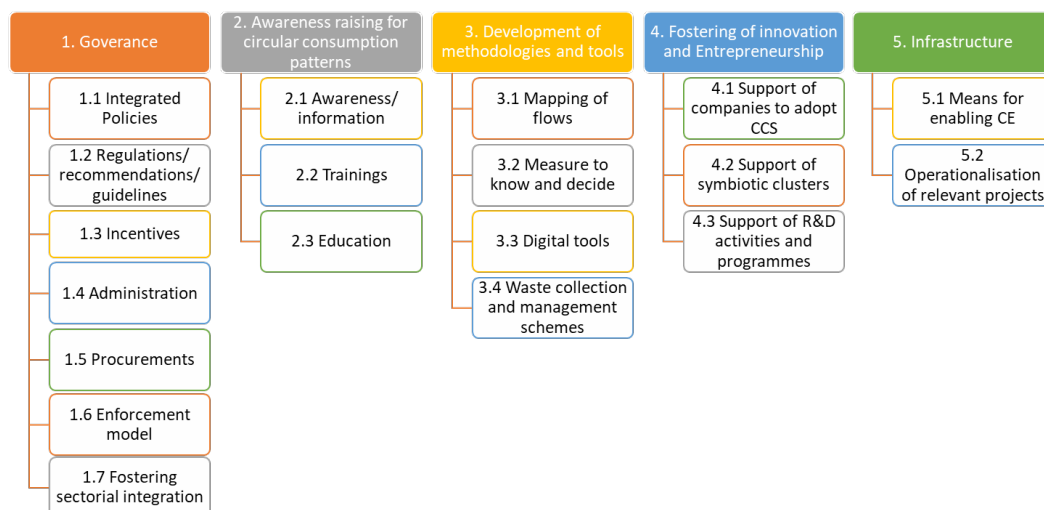 1. Goverance
1.1 Integrated
Policies
1.2 Regulations/
recommendations/
guidelines
1.3 Incentives
1.4 Administration
1.5 Procurements
1.6 Enforcement
model
1.7 Fostering
sectorial integration
2. Awareness raising for
circular consumption
patterns
2.1 Awareness/
information
2.2 Trainings
2.3 Education
3. Development of
methodologies and tools
3.1 Mapping of
flows
3.2 Measure to
know and decide
3.3 Digital tools
3.4 Waste collection
and management
schemes
4. Fostering of innovation
and Entrepreneurship
4.1 Support of
companies to adopt
CCS
4.2 Support of
symbiotic clusters
4.3 Support of R&D
activities and
programmes
5. Infrastructure
5.1 Means for
enabling CE
5.2
Operationalisation
of relevant projects